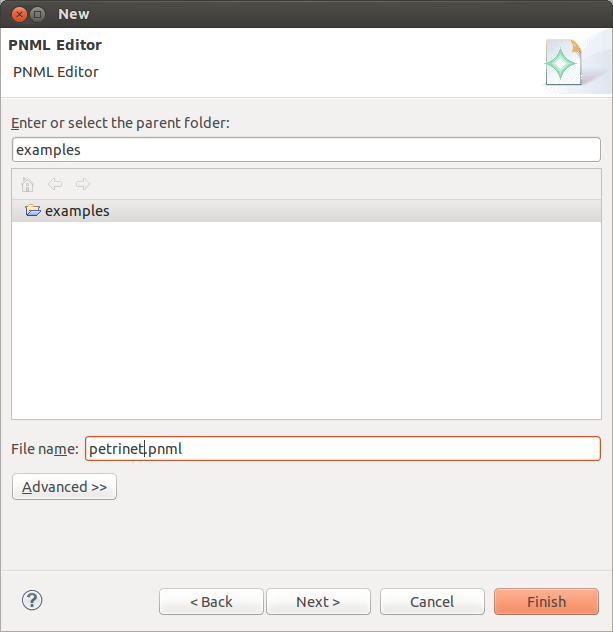 New
PNML Editor
PNML Editor
Enter or select the parent folder:
examples
examples
File name: petrinet.pnml
Advanced >>
? < Back Next > Cancel Finish